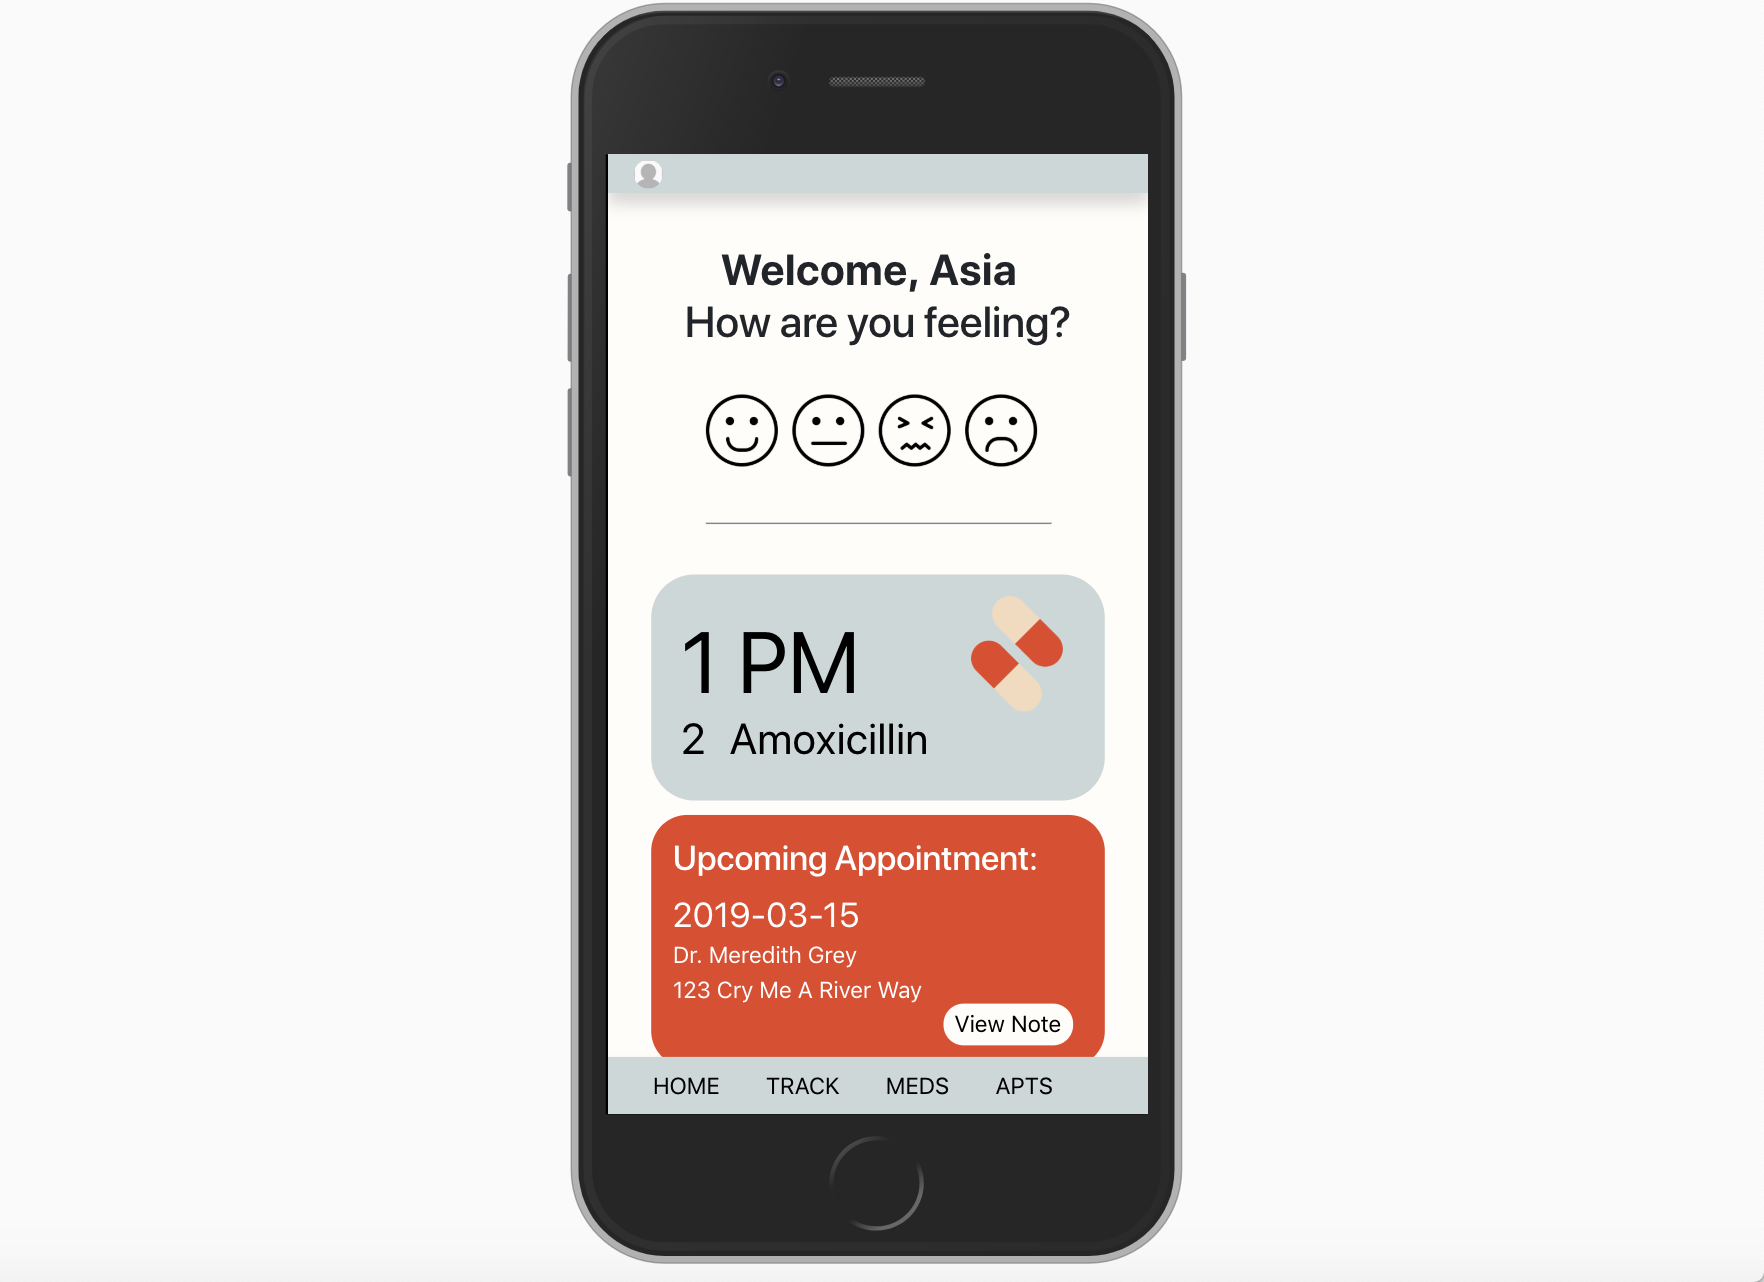 Welcome, Asia
How are you feeling?
1 PM
2 Amoxicillin
Upcoming Appointment:
2019-03-15
Dr. Meredith Grey
123 Cry Me A River Way
View Note
HOME TRACK MEDS APTS